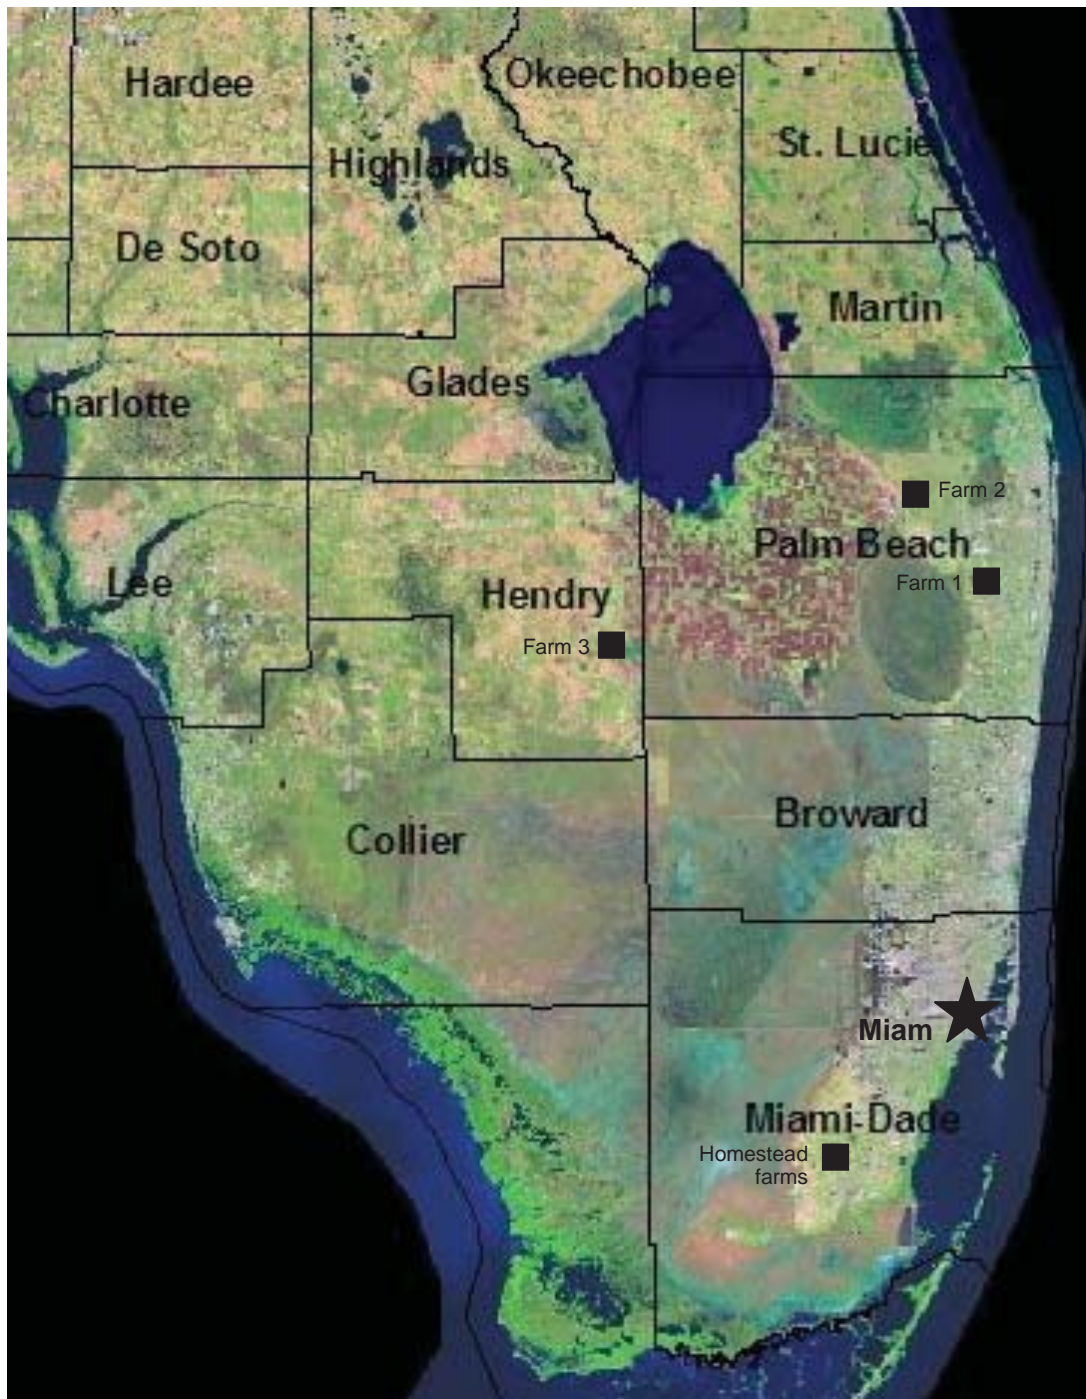 Hardee
Okeechobee
St. Lucie
Highlands
De Soto
Martin
Glades
Charlotte
Farm 2
Palm Beach
Farm 1
Lee
Hendry
Farm 3
Broward
Collier
Miam
Miami-Dade
Homestead
farms